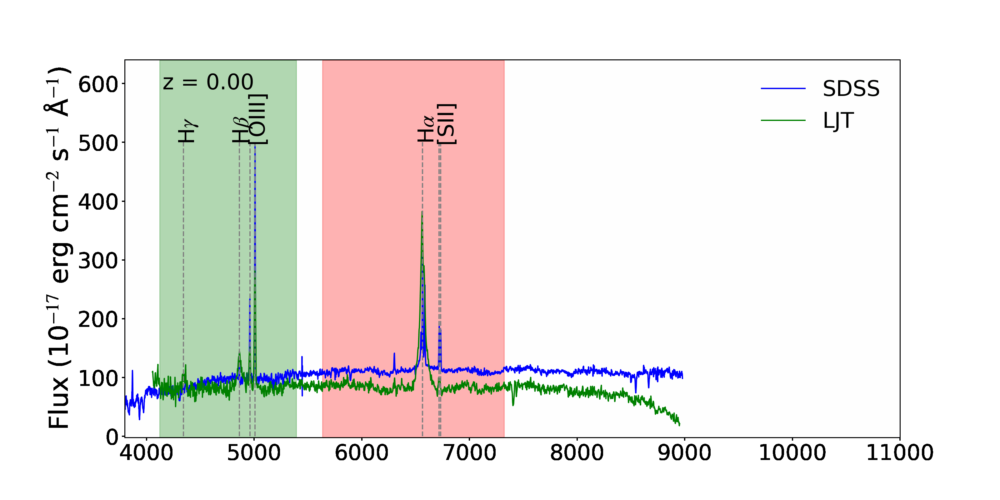 z = 0.00
SDSS
LJT
Hγ
Hβ
[OIII]
Hα
[SII]
Flux (10⁻¹⁷ erg cm⁻² s⁻¹ Å⁻¹)
600
500
400
300
200
100
0
4000 5000 6000 7000 8000 9000 10000 11000